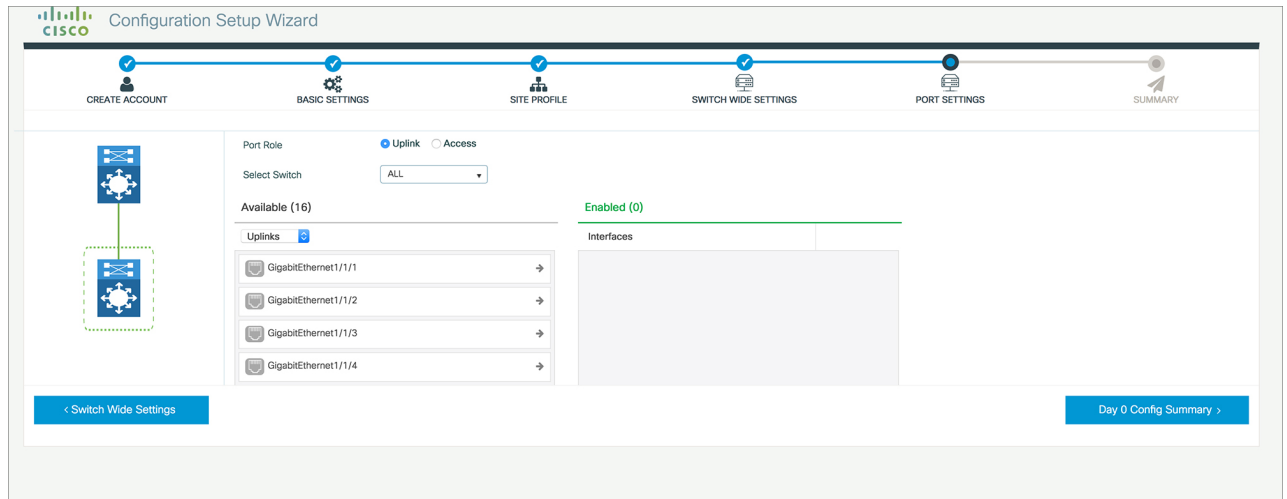 CISCO
Configuration Setup Wizard
CREATE ACCOUNT
BASIC SETTINGS
SITE PROFILE
SWITCH WIDE SETTINGS
PORT SETTINGS
SUMMARY
Port Role
Uplink
Access
Select Switch
ALL
Available (16)
Enabled (0)
Uplinks
Interfaces
GigabitEthernet1/1/1
GigabitEthernet1/1/2
GigabitEthernet1/1/3
GigabitEthernet1/1/4
< Switch Wide Settings
Day 0 Config Summary >